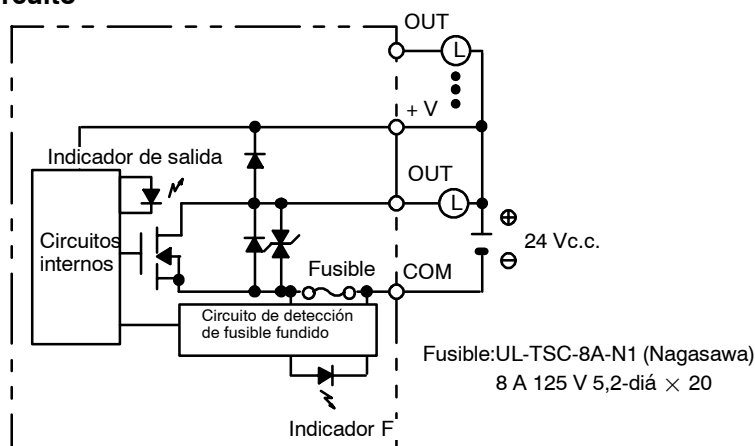 rcuito
OUT
L
+ V
Indicador de salida
OUT
L
Circuitos
internos
24 Vc.c.
Fusible
COM
Circuito de detección
de fusible fundido
Fusible:UL-TSC-8A-N1 (Nagasawa)
8 A 125 V 5,2-diá × 20
Indicador F